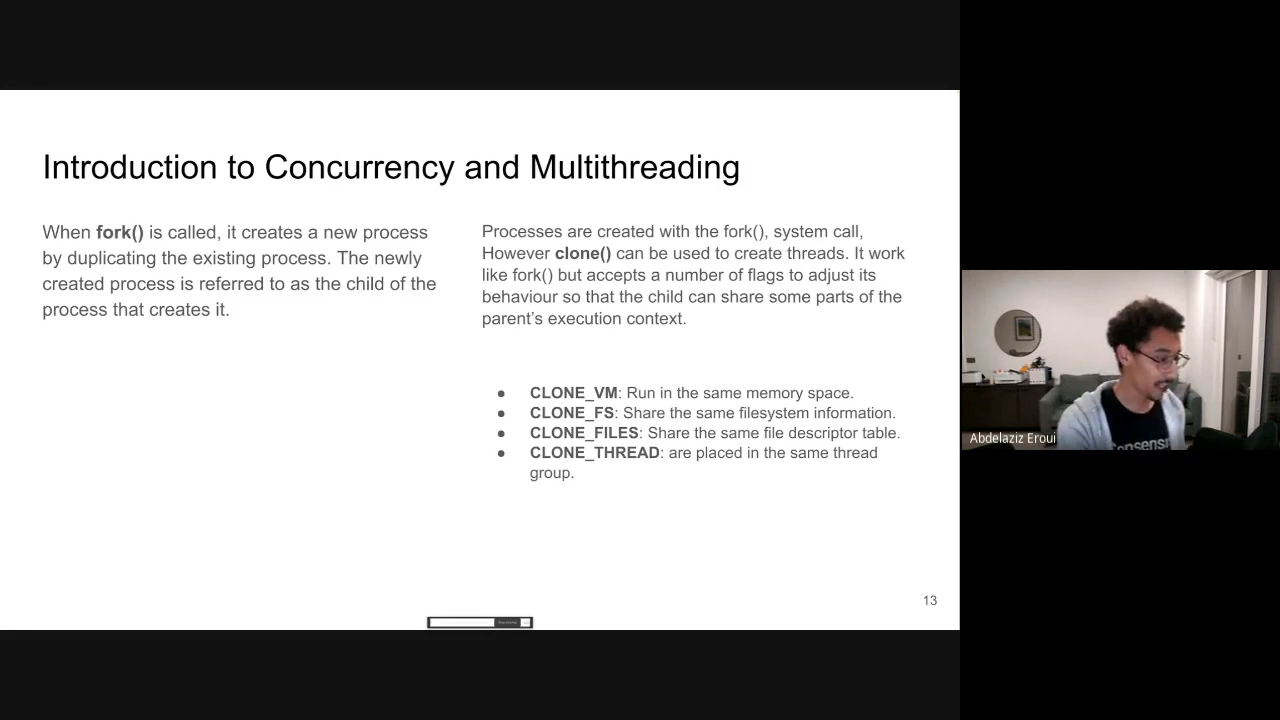 Introduction to Concurrency and Multithreading
When fork() is called, it creates a new process
by duplicating the existing process. The newly
created process is referred to as the child of the
process that creates it.
Processes are created with the fork(), system call,
However clone() can be used to create threads. It work
like fork() but accepts a number of flags to adjust its
behaviour so that the child can share some parts of the
parent's execution context.
● CLONE_VM: Run in the same memory space.
● CLONE_FS: Share the same filesystem information.
● CLONE_FILES: Share the same file descriptor table.
● CLONE_THREAD: are placed in the same thread
group.
13
Abdelaziz Eroui